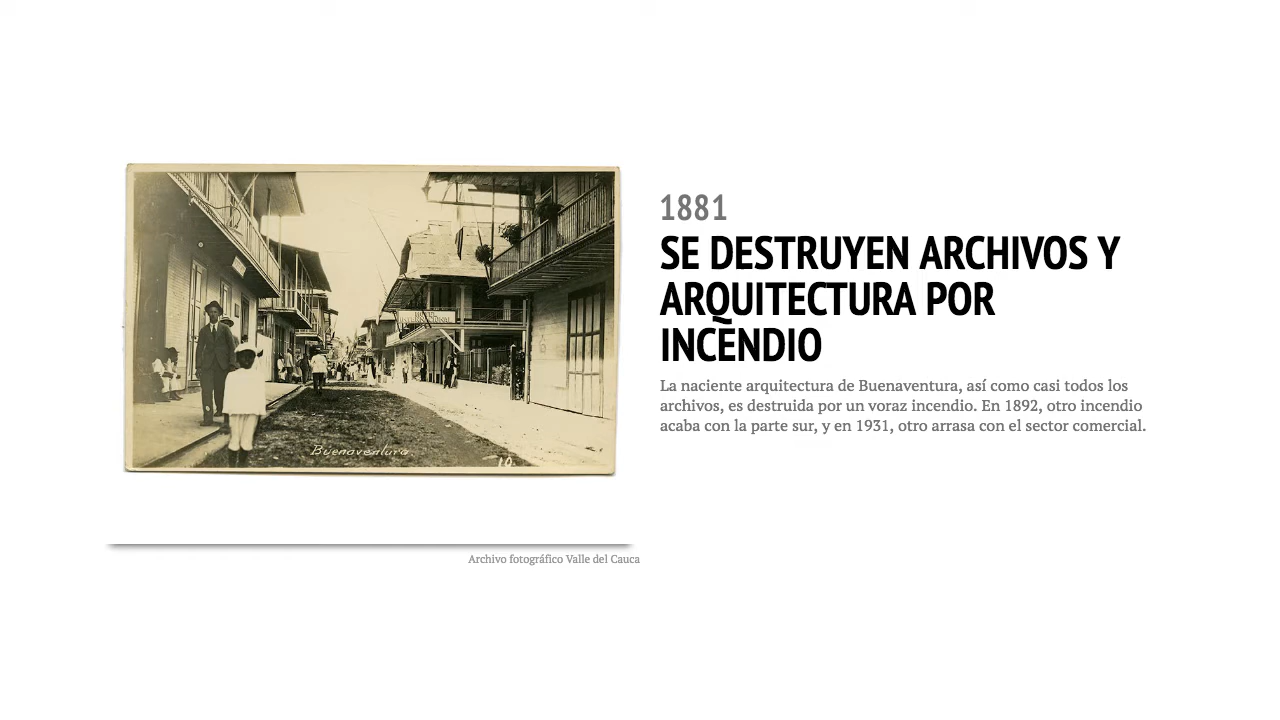 1881
SE DESTRUYEN ARCHIVOS Y
ARQUITECTURA POR
INCENDIO
La naciente arquitectura de Buenaventura, así como casi todos los
archivos, es destruida por un voraz incendio. En 1892, otro incendio
acaba con la parte sur, y en 1931, otro arrasa con el sector comercial.
Buenaventura
10.
Archivo fotográfico Valle del Cauca